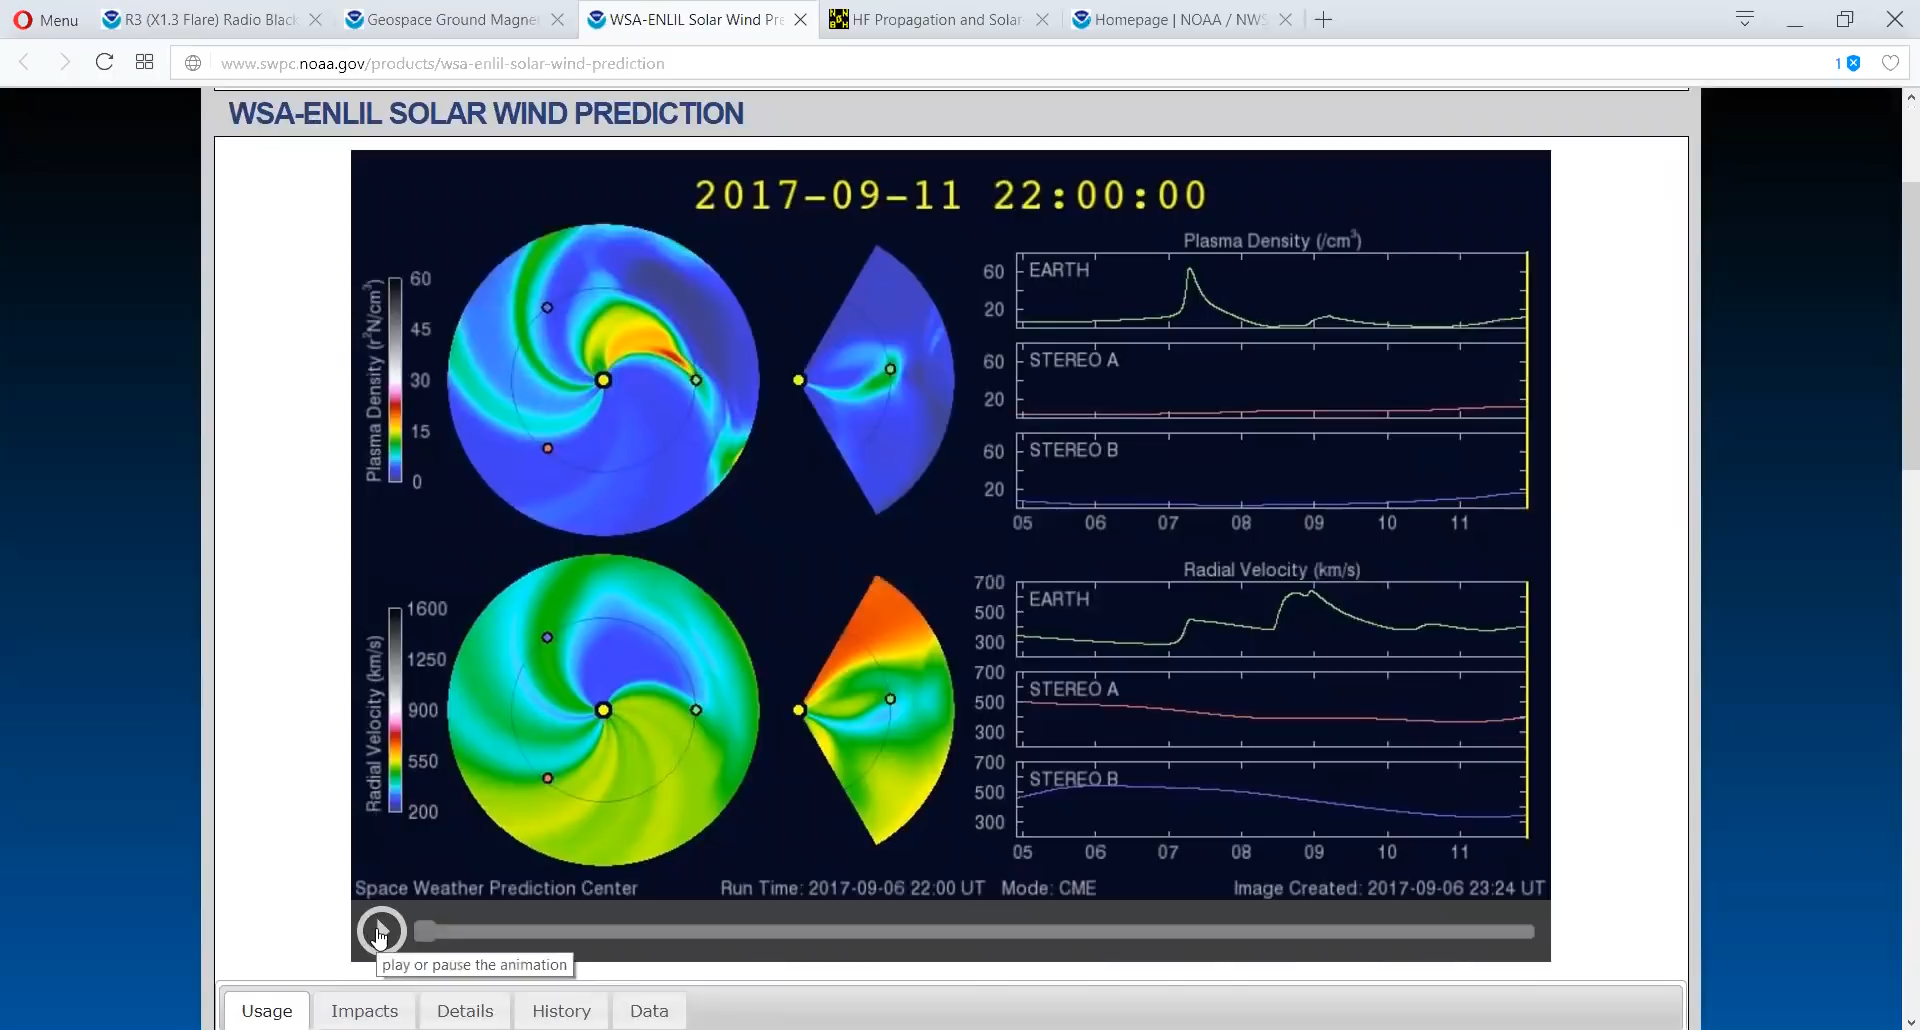 Menu
R3 (X1.3 Flare) Radio Black
Geospace Ground Magne
WSA-ENLIL Solar Wind Pre
HF Propagation and Solar
Homepage | NOAA / NWS
www.swpc.noaa.gov/products/wsa-enlil-solar-wind-prediction
1
WSA-ENLIL SOLAR WIND PREDICTION
2017-09-11 22:00:00
Plasma Density (r²N/cm³)
60
45
30
15
0
Plasma Density (/cm³)
60
20
EARTH
60
20
STEREO A
60
20
STEREO B
05 06 07 08 09 10 11
Radial Velocity (km/s)
1600
1250
900
550
200
Radial Velocity (km/s)
700
500
300
EARTH
700
500
300
STEREO A
700
500
300
STEREO B
05 06 07 08 09 10 11
Space Weather Prediction Center Run Time: 2017-09-06 22:00 UT Mode: CME Image Created: 2017-09-06 23:24 UT
play or pause the animation
Usage Impacts Details History Data